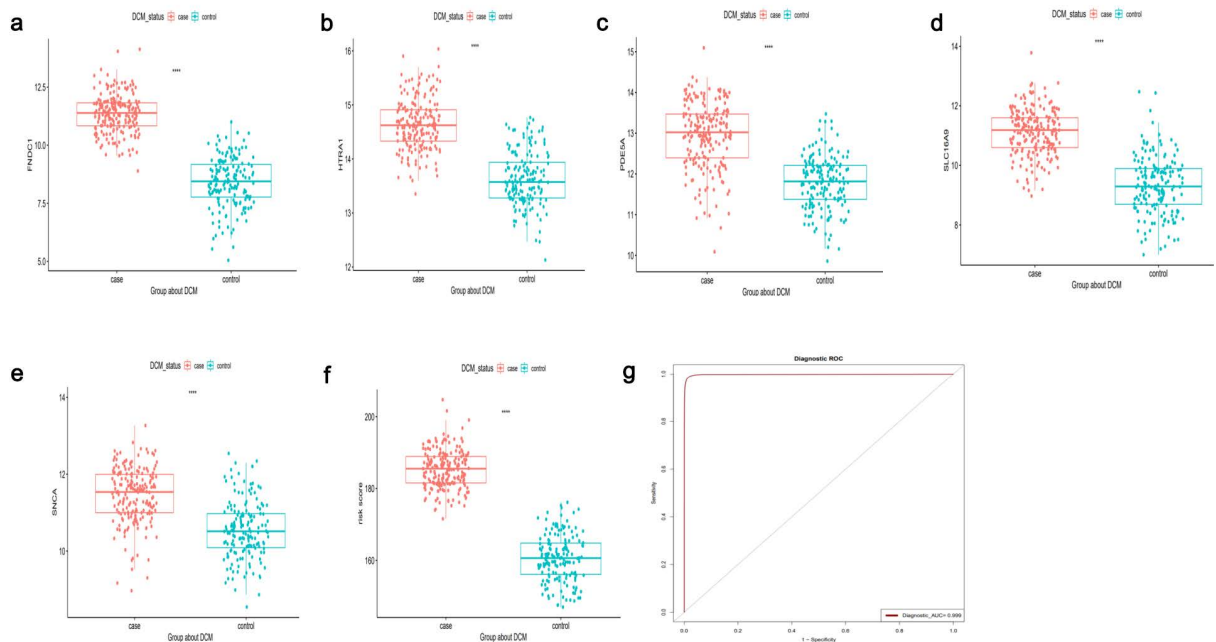 a
DCM_status case control
****
FNDC1
12.5
10.0
7.5
5.0
case control
Group about DCM
b
DCM_status case control
****
HTRA1
16
15
14
13
12
case control
Group about DCM
c
DCM_status case control
****
PDE5A
15
14
13
12
11
10
case control
Group about DCM
d
DCM_status case control
****
SLC16A9
14
12
10
8
case control
Group about DCM
e
DCM_status case control
****
SNCA
14
12
10
case control
Group about DCM
f
DCM_status case control
****
risk score
200
180
160
case control
Group about DCM
g
Diagnostic ROC
Sensitivity
1.0
0.8
0.6
0.4
0.2
0.0
0.0 0.2 0.4 0.6 0.8 1.0
1 − Specificity
Diagnostic_AUC= 0.999